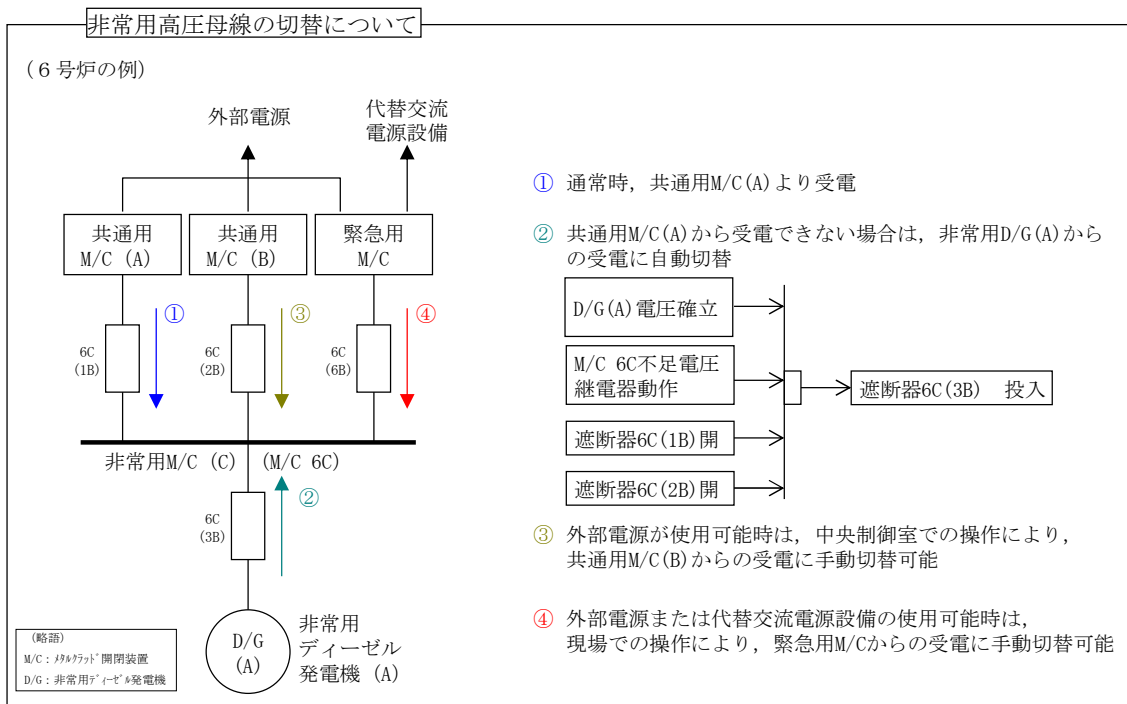 非常用高圧母線の切替について
(6号炉の例)
外部電源
代替交流
電源設備
共通用
M/C (A)
共通用
M/C (B)
緊急用
M/C
①
③
④
6C
(1B)
6C
(2B)
6C
(6B)
非常用M/C (C) (M/C 6C)
②
6C
(3B)
D/G
(A)
非常用
ディーゼル
発電機 (A)
(略語)
M/C:ﾒﾀﾙｸﾗｯﾄﾞ開閉装置
D/G:非常用ﾃﾞｨｰｾﾞﾙ発電機
① 通常時,共通用M/C(A)より受電
② 共通用M/C(A)から受電できない場合は,非常用D/G(A)から
の受電に自動切替
D/G(A)電圧確立
M/C 6C不足電圧
継電器動作
遮断器6C(1B)開
遮断器6C(2B)開
遮断器6C(3B) 投入
③ 外部電源が使用可能時は,中央制御室での操作により,
共通用M/C(B)からの受電に手動切替可能
④ 外部電源または代替交流電源設備の使用可能時は,
現場での操作により,緊急用M/Cからの受電に手動切替可能